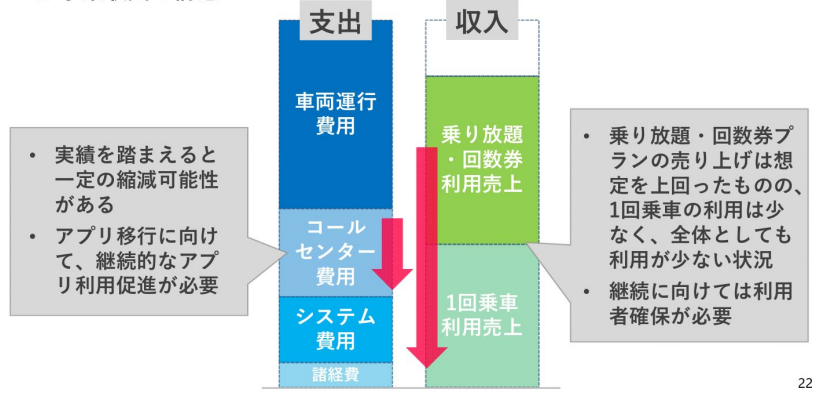 支出
収入
車両運行
費用
コール
センター
費用
システム
費用
諸経費
乗り放題
・回数券
利用売上
1回乗車
利用売上
• 実績を踏まえると
一定の縮減可能性
がある
• アプリ移行に向け
て、継続的なアプ
リ利用促進が必要
• 乗り放題・回数券プ
ランの売り上げは想
定を上回ったものの、
1回乗車の利用は少
なく、全体としても
利用が少ない状況
• 継続に向けては利用
者確保が必要
22